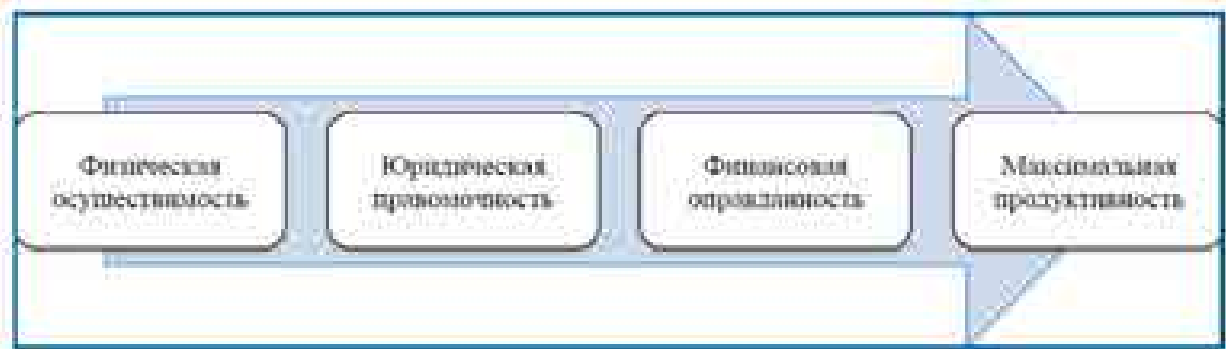 Физическая
осуществимость
Юридическая
правомочность
Финансовая
оправданность
Максимальная
продуктивность